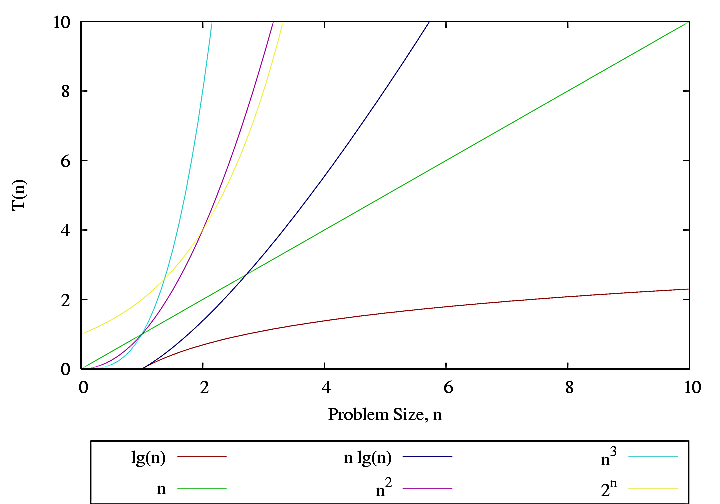 10
8
6
4
2
0
T(n)
0 2 4 6 8 10
Problem Size, n
lg(n) n lg(n) n³
n n² 2ⁿ